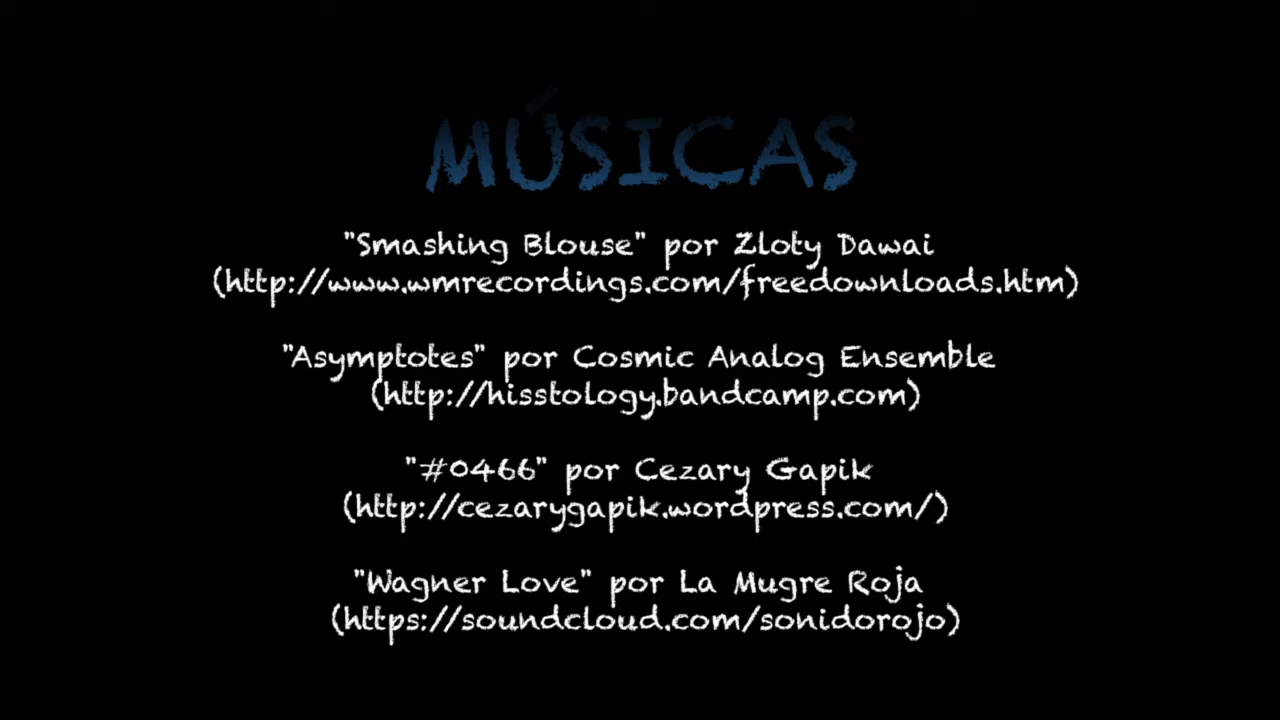 MÚSICAS
"Smashing Blouse" por Zloty Dawai
(http://www.wmrecordings.com/freedownloads.htm)
"Asymptotes" por Cosmic Analog Ensemble
(http://hisstology.bandcamp.com)
"#0466" por Cezary Gapik
(http://cezarygapik.wordpress.com/)
"Wagner Love" por La Mugre Roja
(https://soundcloud.com/sonidorojo)